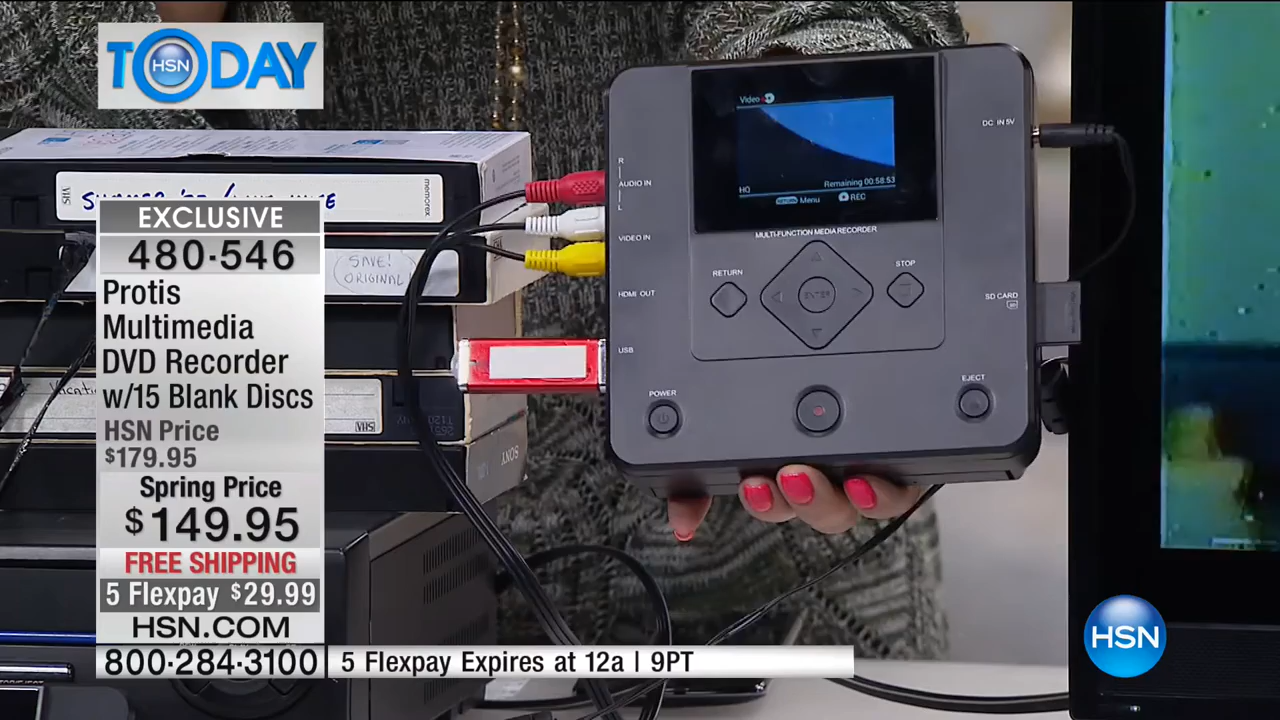 TODAY
HSN
EXCLUSIVE
480-546
Protis
Multimedia
DVD Recorder
w/15 Blank Discs
HSN Price
$179.95
Spring Price
$149.95
FREE SHIPPING
5 Flexpay $29.99
HSN.COM
800-284-3100
5 Flexpay Expires at 12a | 9PT
HSN
VHS
memorex
SAVE!
ORIGINAL
VHS
SONY
R
AUDIO IN
L
VIDEO IN
HDMI OUT
USB
Video
HQ
Remaining 00:58:53
RETURN Menu
REC
MULTI-FUNCTION MEDIA RECORDER
RETURN
ENTER
STOP
POWER
EJECT
DC IN 5V
SD CARD